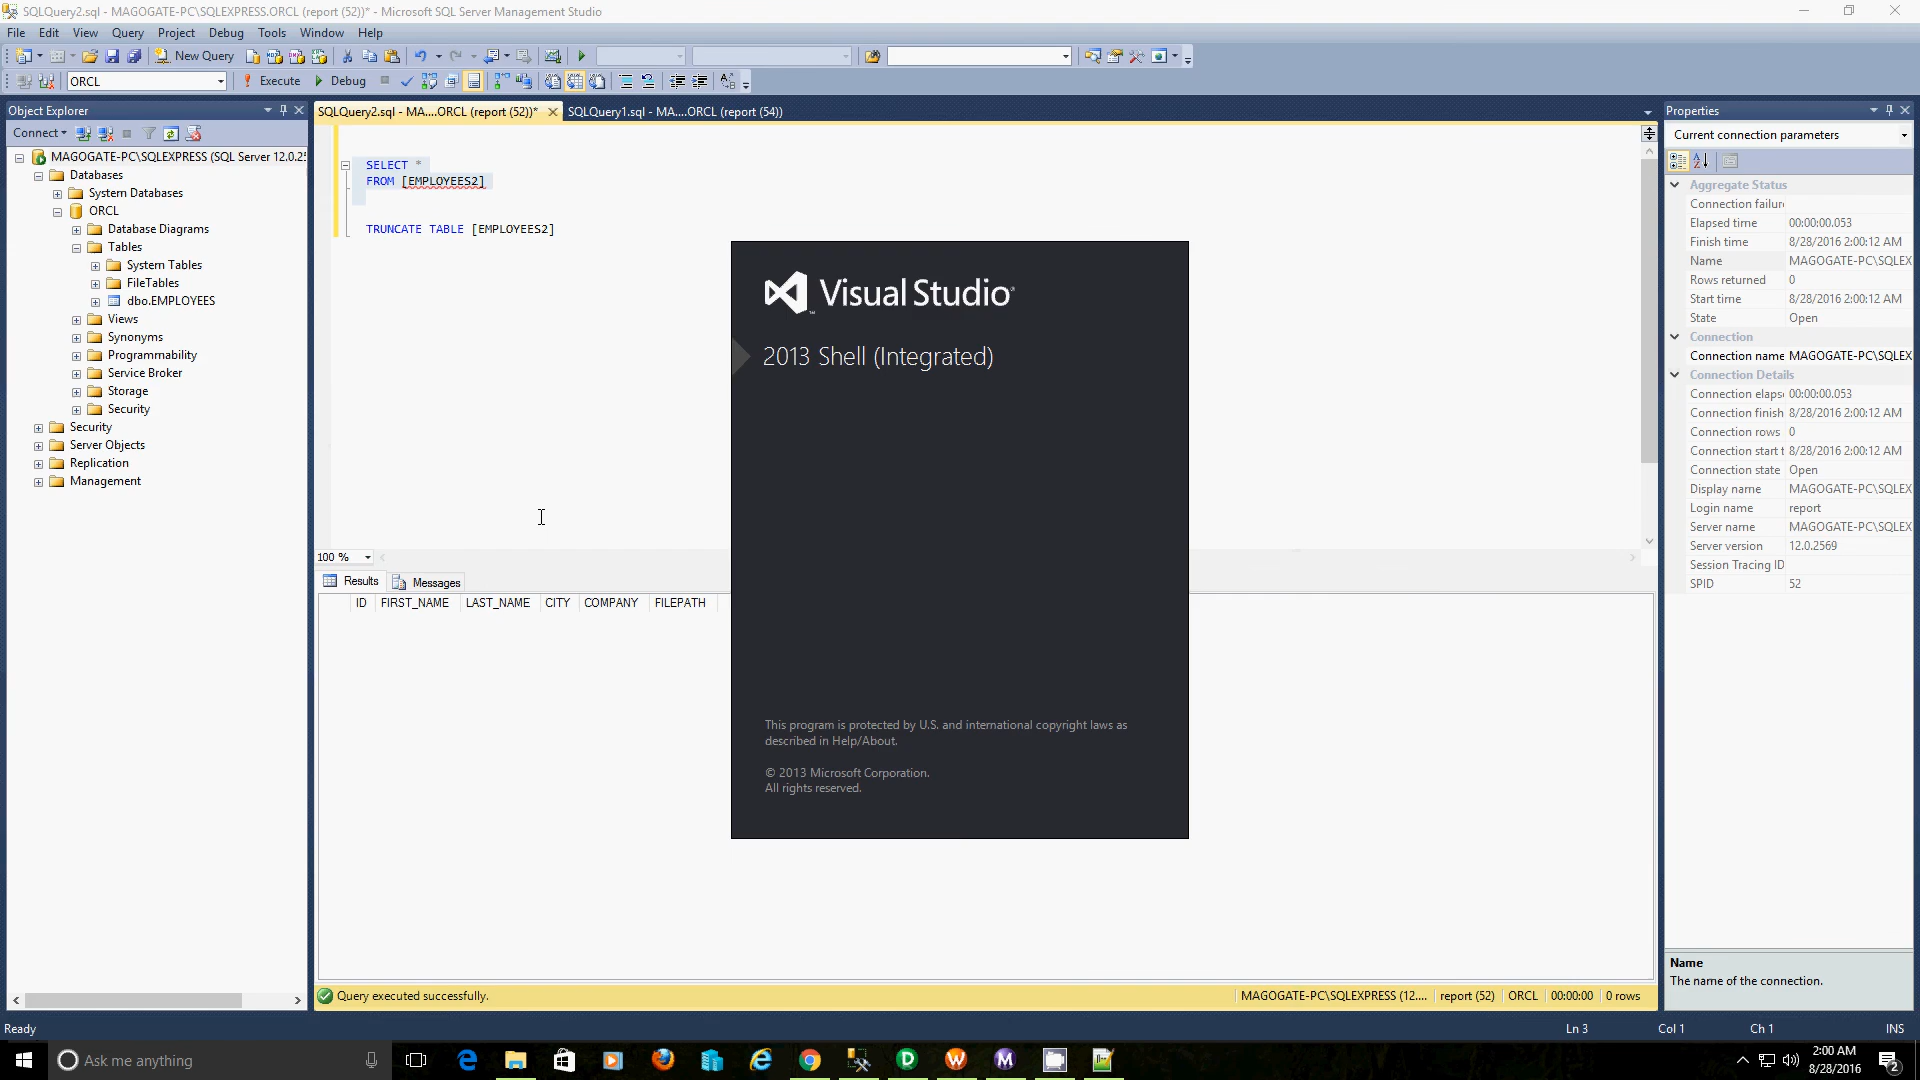 SQLQuery2.sql - MAGOGATE-PC\SQLEXPRESS.ORCL (report (52))* - Microsoft SQL Server Management Studio
File Edit View Query Project Debug Tools Window Help
New Query
ORCL Execute Debug
Object Explorer
Connect
MAGOGATE-PC\SQLEXPRESS (SQL Server 12.0.25
Databases
System Databases
ORCL
Database Diagrams
Tables
System Tables
FileTables
dbo.EMPLOYEES
Views
Synonyms
Programmability
Service Broker
Storage
Security
Security
Server Objects
Replication
Management
SQLQuery2.sql - MA....ORCL (report (52))* SQLQuery1.sql - MA....ORCL (report (54))
SELECT *
FROM [EMPLOYEES2]
TRUNCATE TABLE [EMPLOYEES2]
Visual Studio
2013 Shell (Integrated)
This program is protected by U.S. and international copyright laws as
described in Help/About.
© 2013 Microsoft Corporation.
All rights reserved.
100 %
Results Messages
ID FIRST_NAME LAST_NAME CITY COMPANY FILEPATH
Query executed successfully. MAGOGATE-PC\SQLEXPRESS (12.... report (52) ORCL 00:00:00 0 rows
Properties
Current connection parameters
Aggregate Status
Connection failure
Elapsed time 00:00:00.053
Finish time 8/28/2016 2:00:12 AM
Name MAGOGATE-PC\SQLEX
Rows returned 0
Start time 8/28/2016 2:00:12 AM
State Open
Connection
Connection name MAGOGATE-PC\SQLEX
Connection Details
Connection elaps 00:00:00.053
Connection finish 8/28/2016 2:00:12 AM
Connection rows 0
Connection start t 8/28/2016 2:00:12 AM
Connection state Open
Display name MAGOGATE-PC\SQLEX
Login name report
Server name MAGOGATE-PC\SQLEX
Server version 12.0.2569
Session Tracing ID
SPID 52
Name
The name of the connection.
Ready Ln 3 Col 1 Ch 1 INS
Ask me anything
2:00 AM
8/28/2016
2